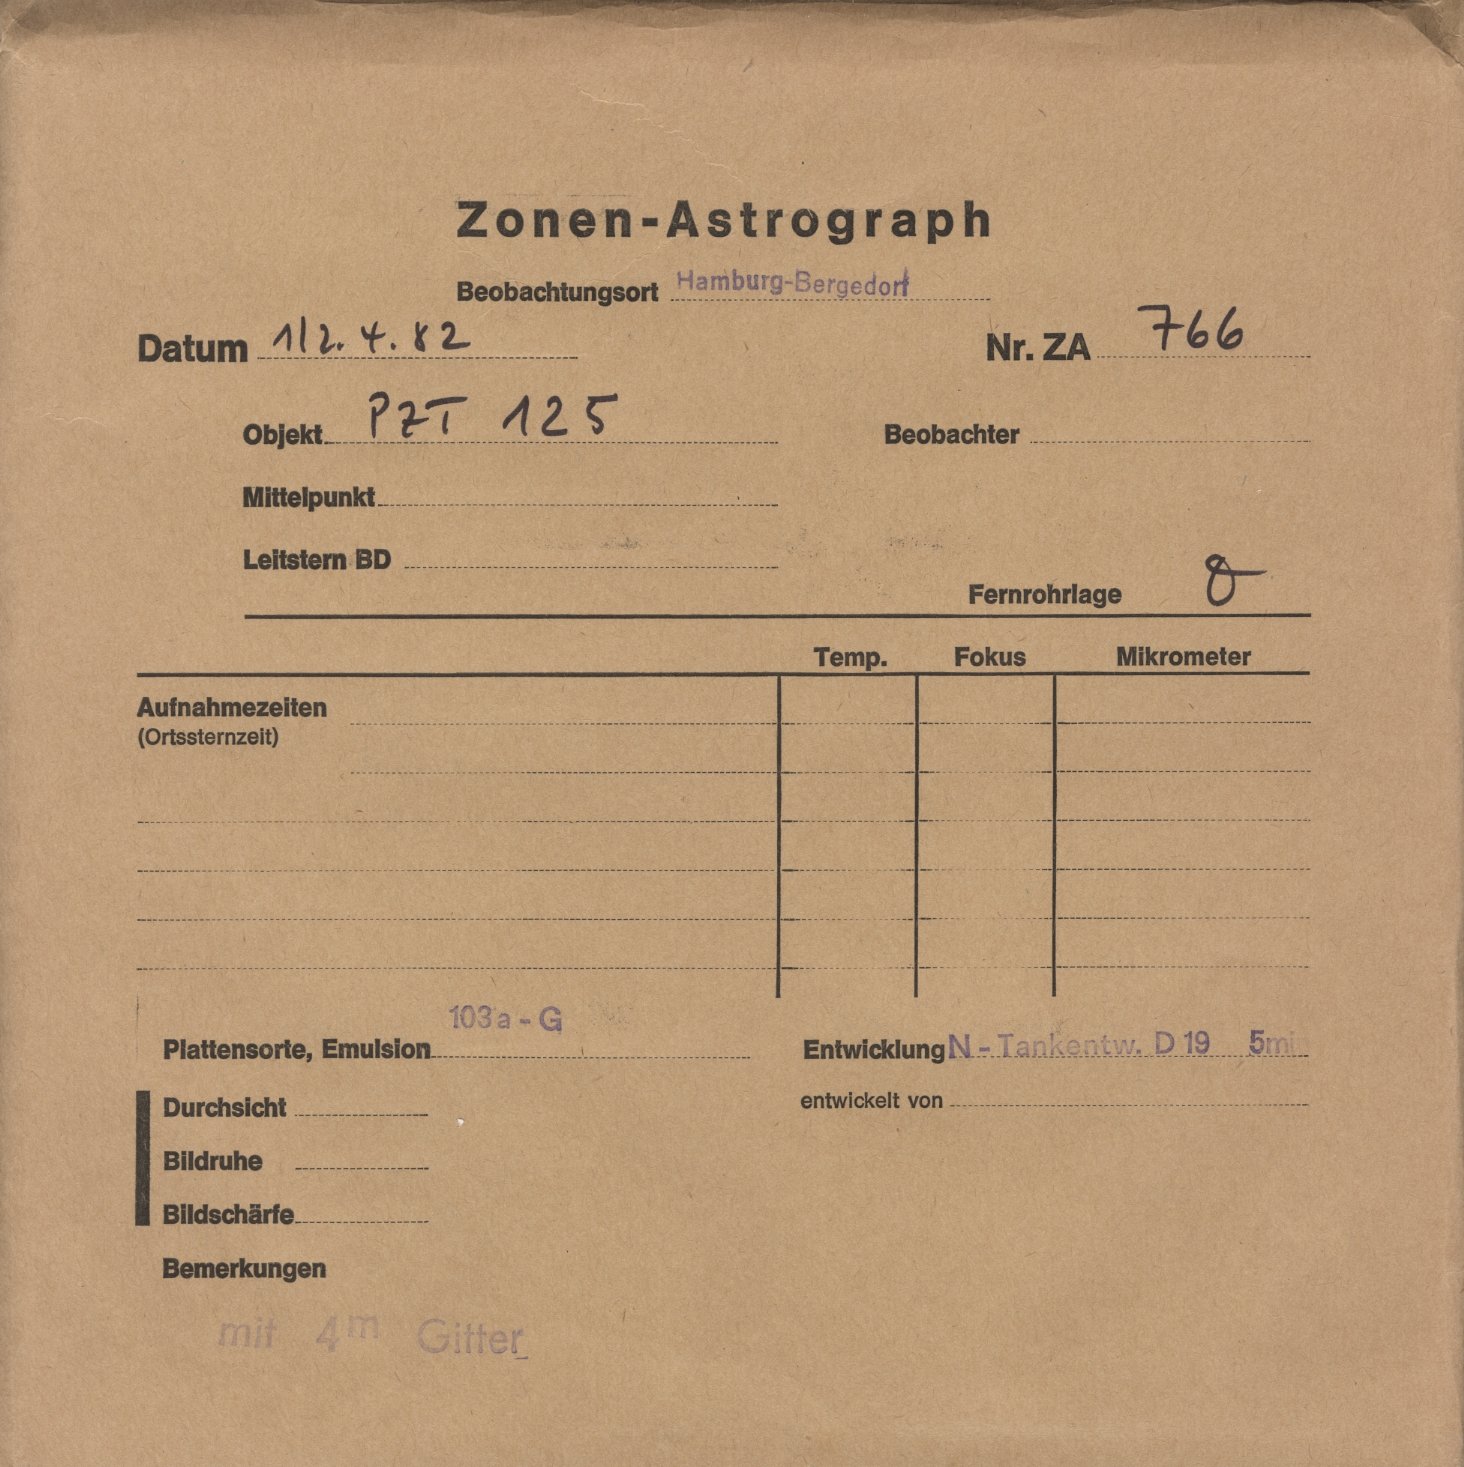 Zonen-Astrograph
Beobachtungsort Hamburg-Bergedorf
Datum 1/2. 4. 82 Nr. ZA 766
Objekt PZT 125 Beobachter
Mittelpunkt
Leitstern BD
Fernrohrlage
Temp. Fokus Mikrometer
Aufnahmezeiten
(Ortssternzeit)
103a-G
Plattensorte, Emulsion Entwicklung N-Tankentw. D 19 5min
Durchsicht entwickelt von
Bildruhe
Bildschärfe
Bemerkungen
mit 4m Gitter